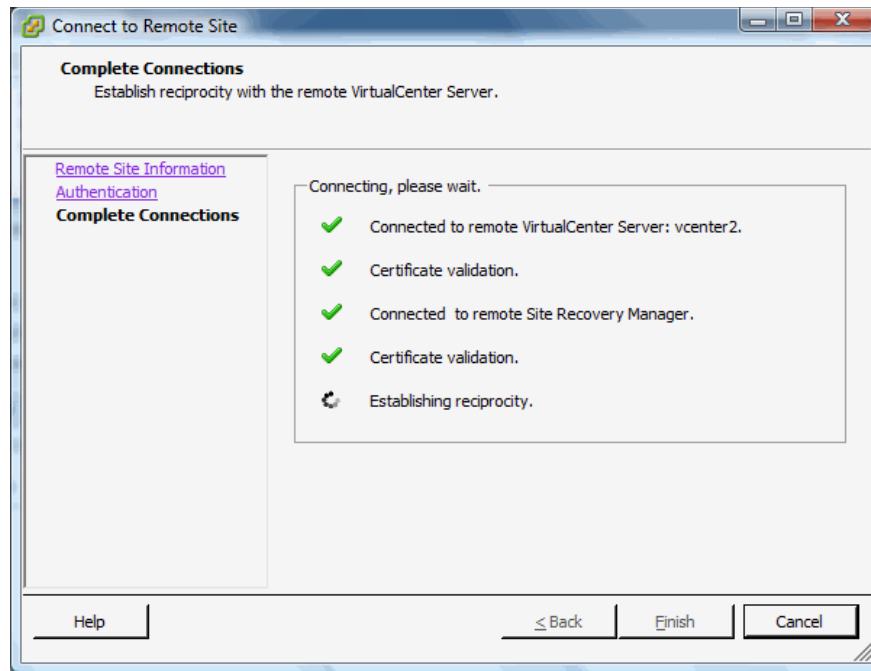 Connect to Remote Site
Complete Connections
Establish reciprocity with the remote VirtualCenter Server.
Remote Site Information
Authentication
Complete Connections
Connecting, please wait.
Connected to remote VirtualCenter Server: vcenter2.
Certificate validation.
Connected  to remote Site Recovery Manager.
Certificate validation.
Establishing reciprocity.
Help
< Back
Finish
Cancel